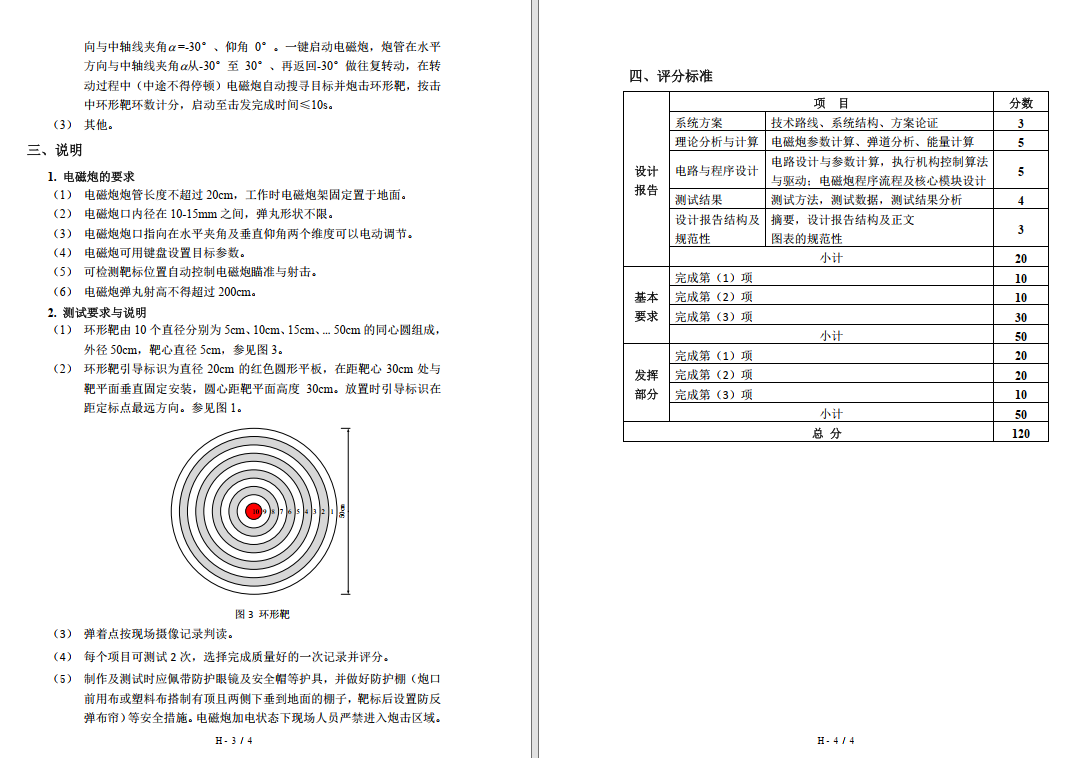 向与中轴线夹角α=-30°、仰角 0°。一键启动电磁炮，炮管在水平
方向与中轴线夹角α从-30°至 30°、再返回-30°做往复转动，在转
动过程中（中途不得停顿）电磁炮自动搜寻目标并炮击环形靶，按击
中环形靶环数计分，启动至击发完成时间≤10s。
（3） 其他。
三、说明
1. 电磁炮的要求
（1） 电磁炮炮管长度不超过 20cm，工作时电磁炮架固定置于地面。
（2） 电磁炮口内径在 10-15mm 之间，弹丸形状不限。
（3） 电磁炮炮口指向在水平夹角及垂直仰角两个维度可以电动调节。
（4） 电磁炮可用键盘设置目标参数。
（5） 可检测靶标位置自动控制电磁炮瞄准与射击。
（6） 电磁炮弹丸射高不得超过 200cm。
2. 测试要求与说明
（1） 环形靶由 10 个直径分别为 5cm、10cm、15cm、... 50cm 的同心圆组成，
外径 50cm，靶心直径 5cm，参见图 3。
（2） 环形靶引导标识为直径 20cm 的红色圆形平板，在距靶心 30cm 处与
靶平面垂直固定安装，圆心距靶平面高度 30cm。放置时引导标识在
距定标点最远方向。参见图 1。
10 9 8 7 6 5 4 3 2 1
50cm
图 3 环形靶
（3） 弹着点按现场摄像记录判读。
（4） 每个项目可测试 2 次，选择完成质量好的一次记录并评分。
（5） 制作及测试时应佩带防护眼镜及安全帽等护具，并做好防护棚（炮口
前用布或塑料布搭制有顶且两侧下垂到地面的棚子，靶标后设置防反
弹布帘）等安全措施。电磁炮加电状态下现场人员严禁进入炮击区域。
H - 3 / 4
四、评分标准
项 目 分数
设计
报告
系统方案 技术路线、系统结构、方案论证 3
理论分析与计算 电磁炮参数计算、弹道分析、能量计算 5
电路与程序设计 电路设计与参数计算，执行机构控制算法
与驱动；电磁炮程序流程及核心模块设计 5
测试结果 测试方法，测试数据，测试结果分析 4
设计报告结构及 摘要，设计报告结构及正文
规范性 图表的规范性 3
小计 20
基本
要求
完成第（1）项 10
完成第（2）项 10
完成第（3）项 30
小计 50
发挥
部分
完成第（1）项 20
完成第（2）项 20
完成第（3）项 10
小计 50
总 分 120
H - 4 / 4